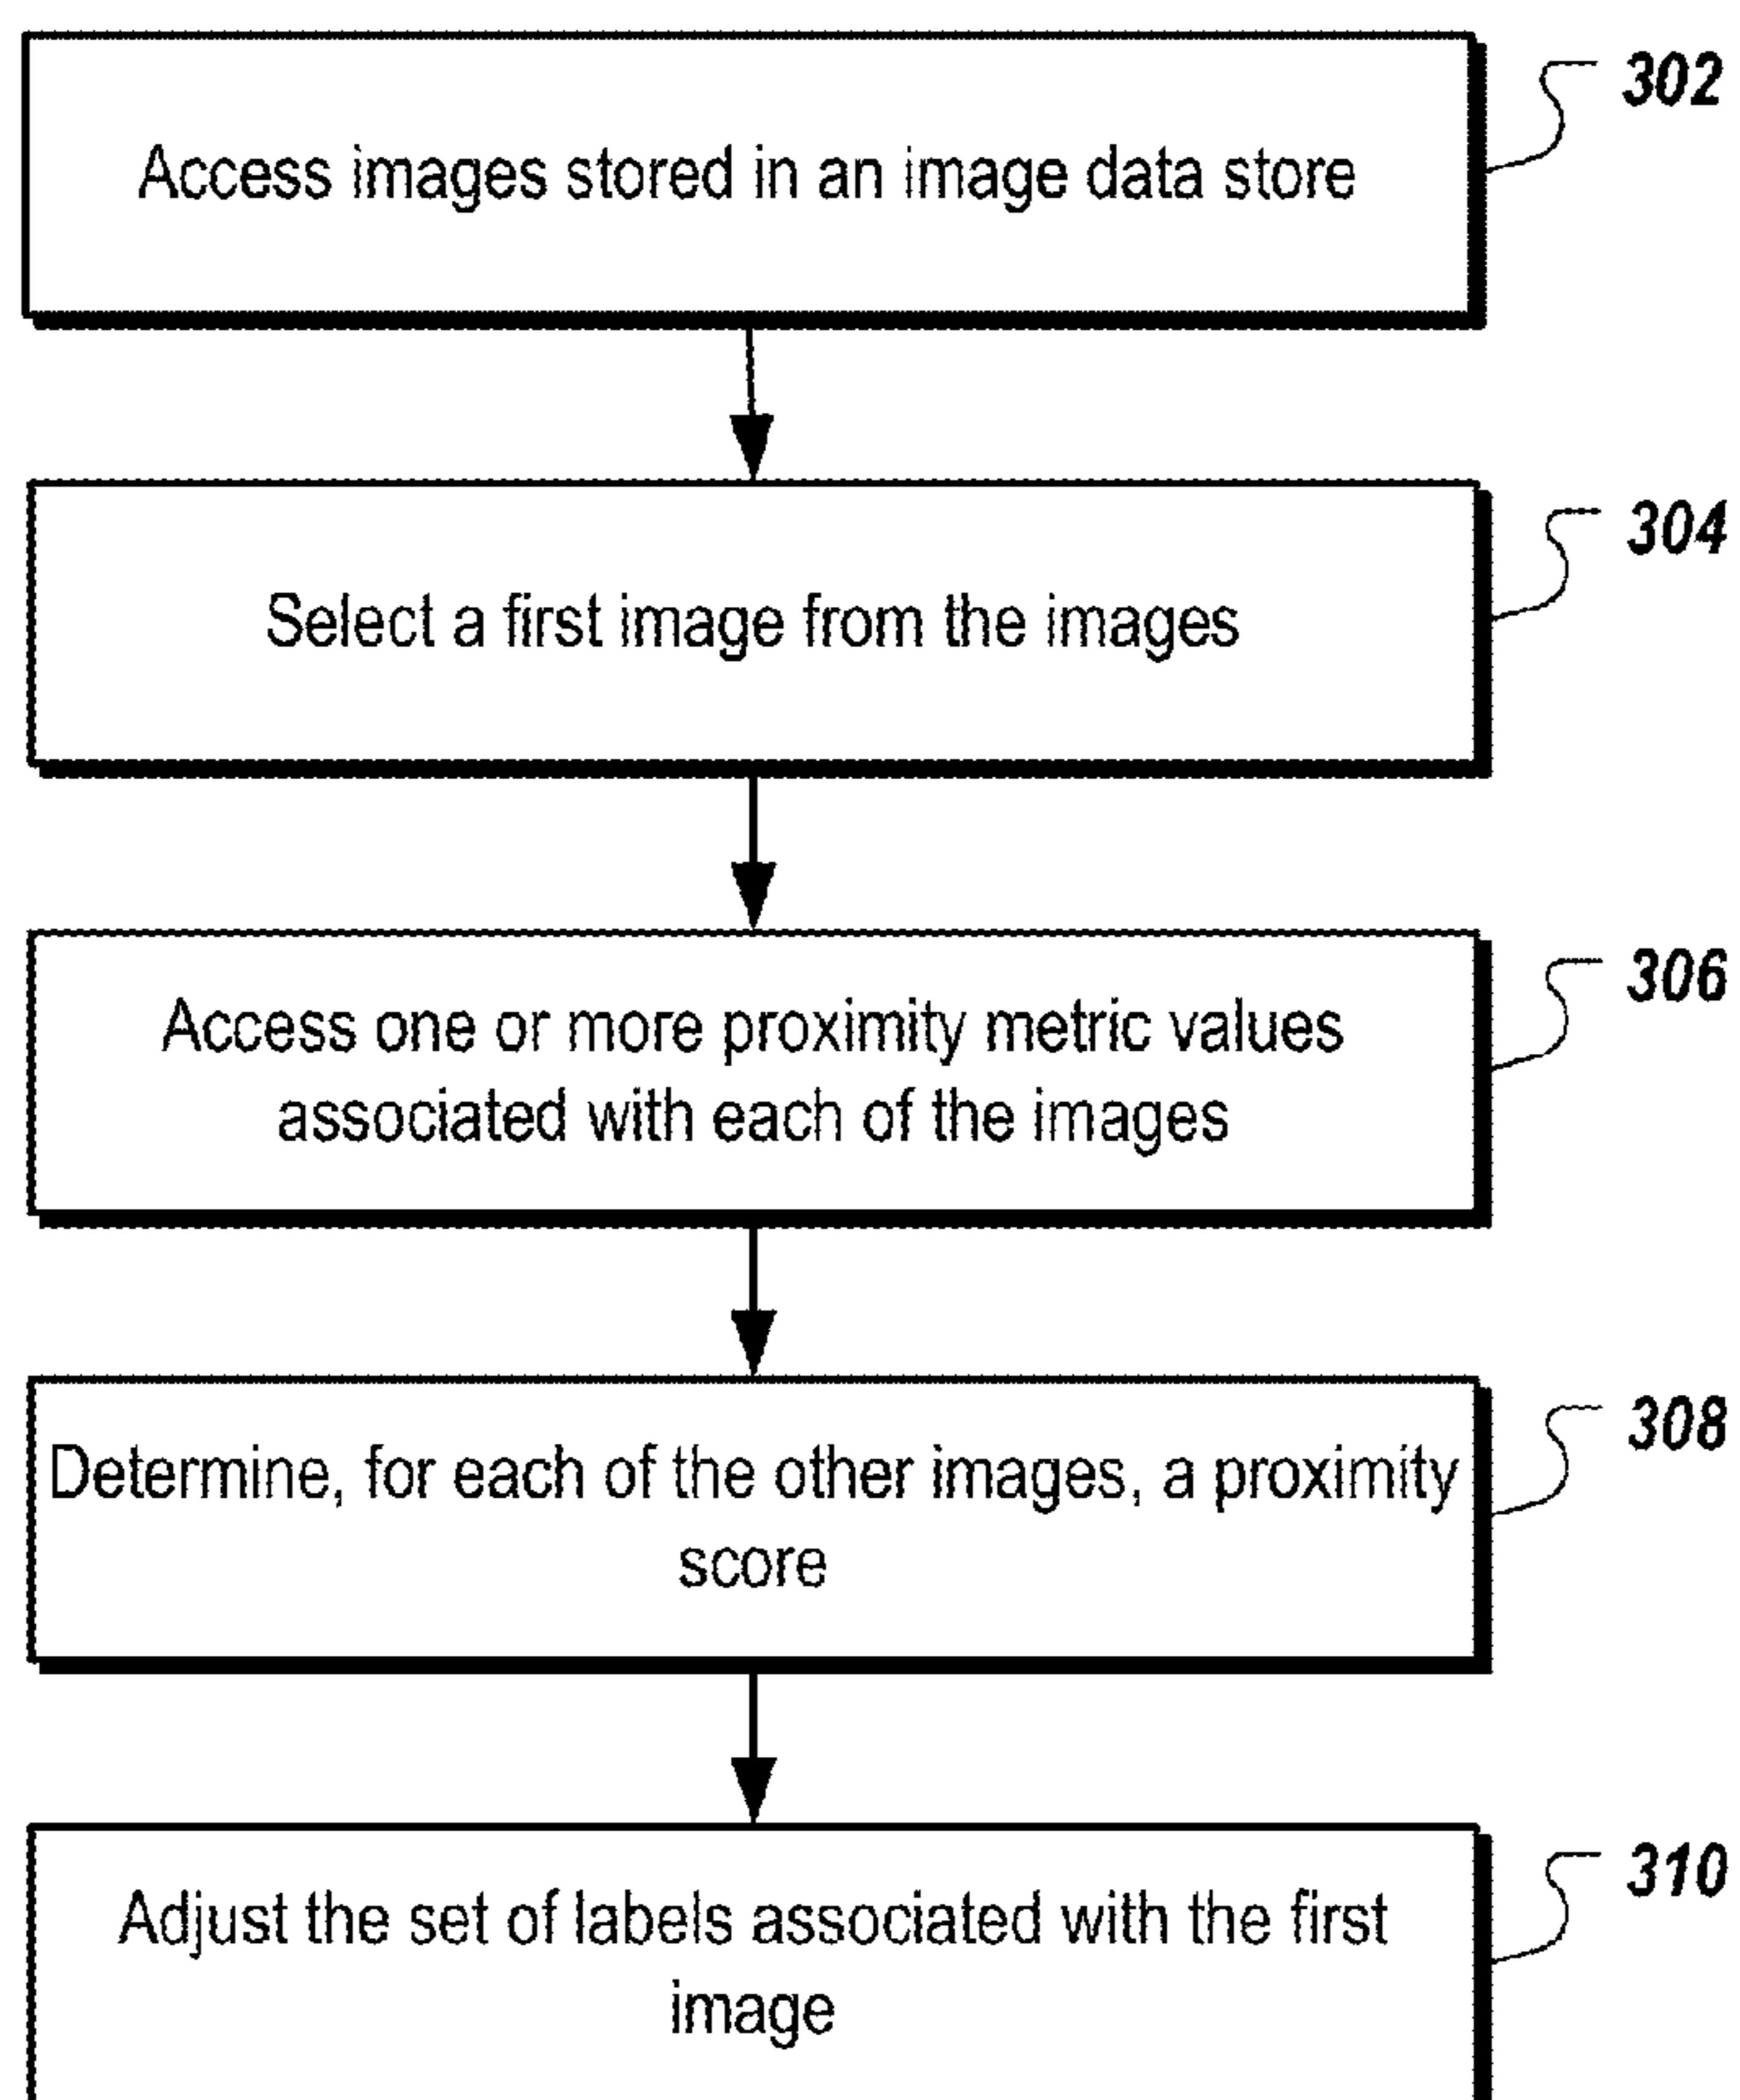 Access images stored in an image data store
302
Select a first image from the images
304
Access one or more proximity metric values
associated with each of the images
306
Determine, for each of the other images, a proximity
score
308
Adjust the set of labels associated with the first
image
310